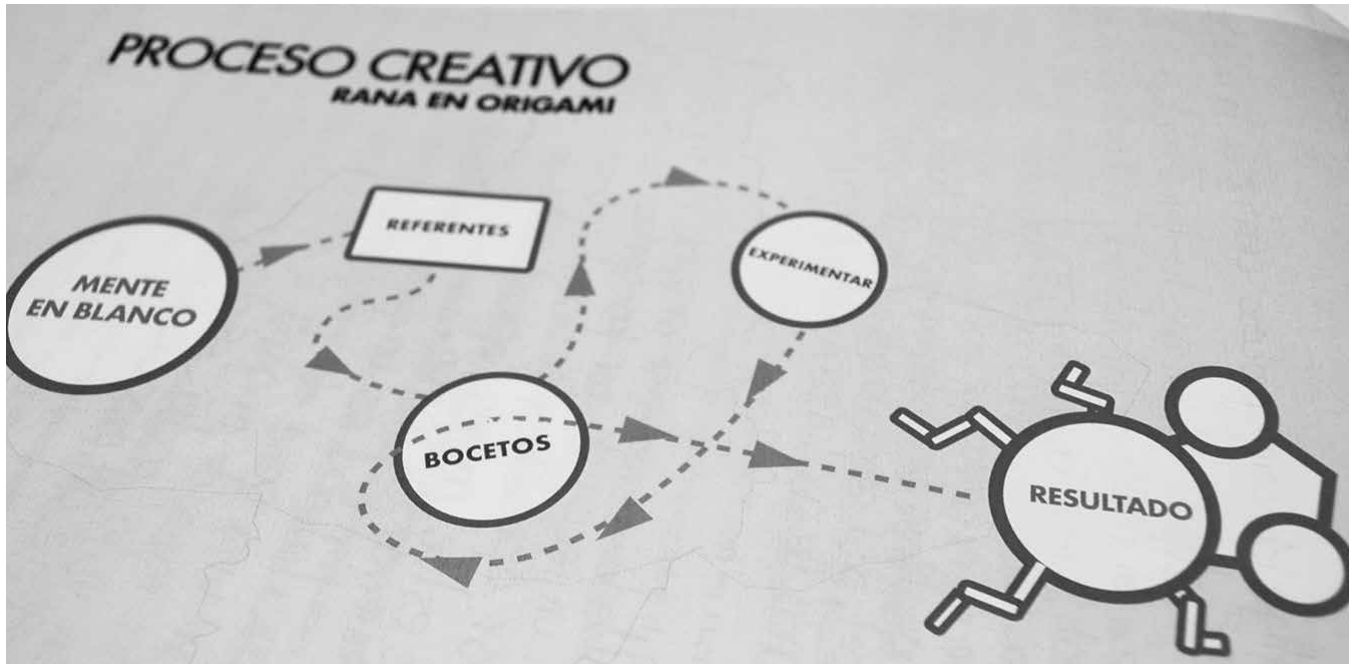 PROCESO CREATIVO
RANA EN ORIGAMI
MENTE
EN BLANCO
REFERENTES
BOCETOS
EXPERIMENTAR
RESULTADO